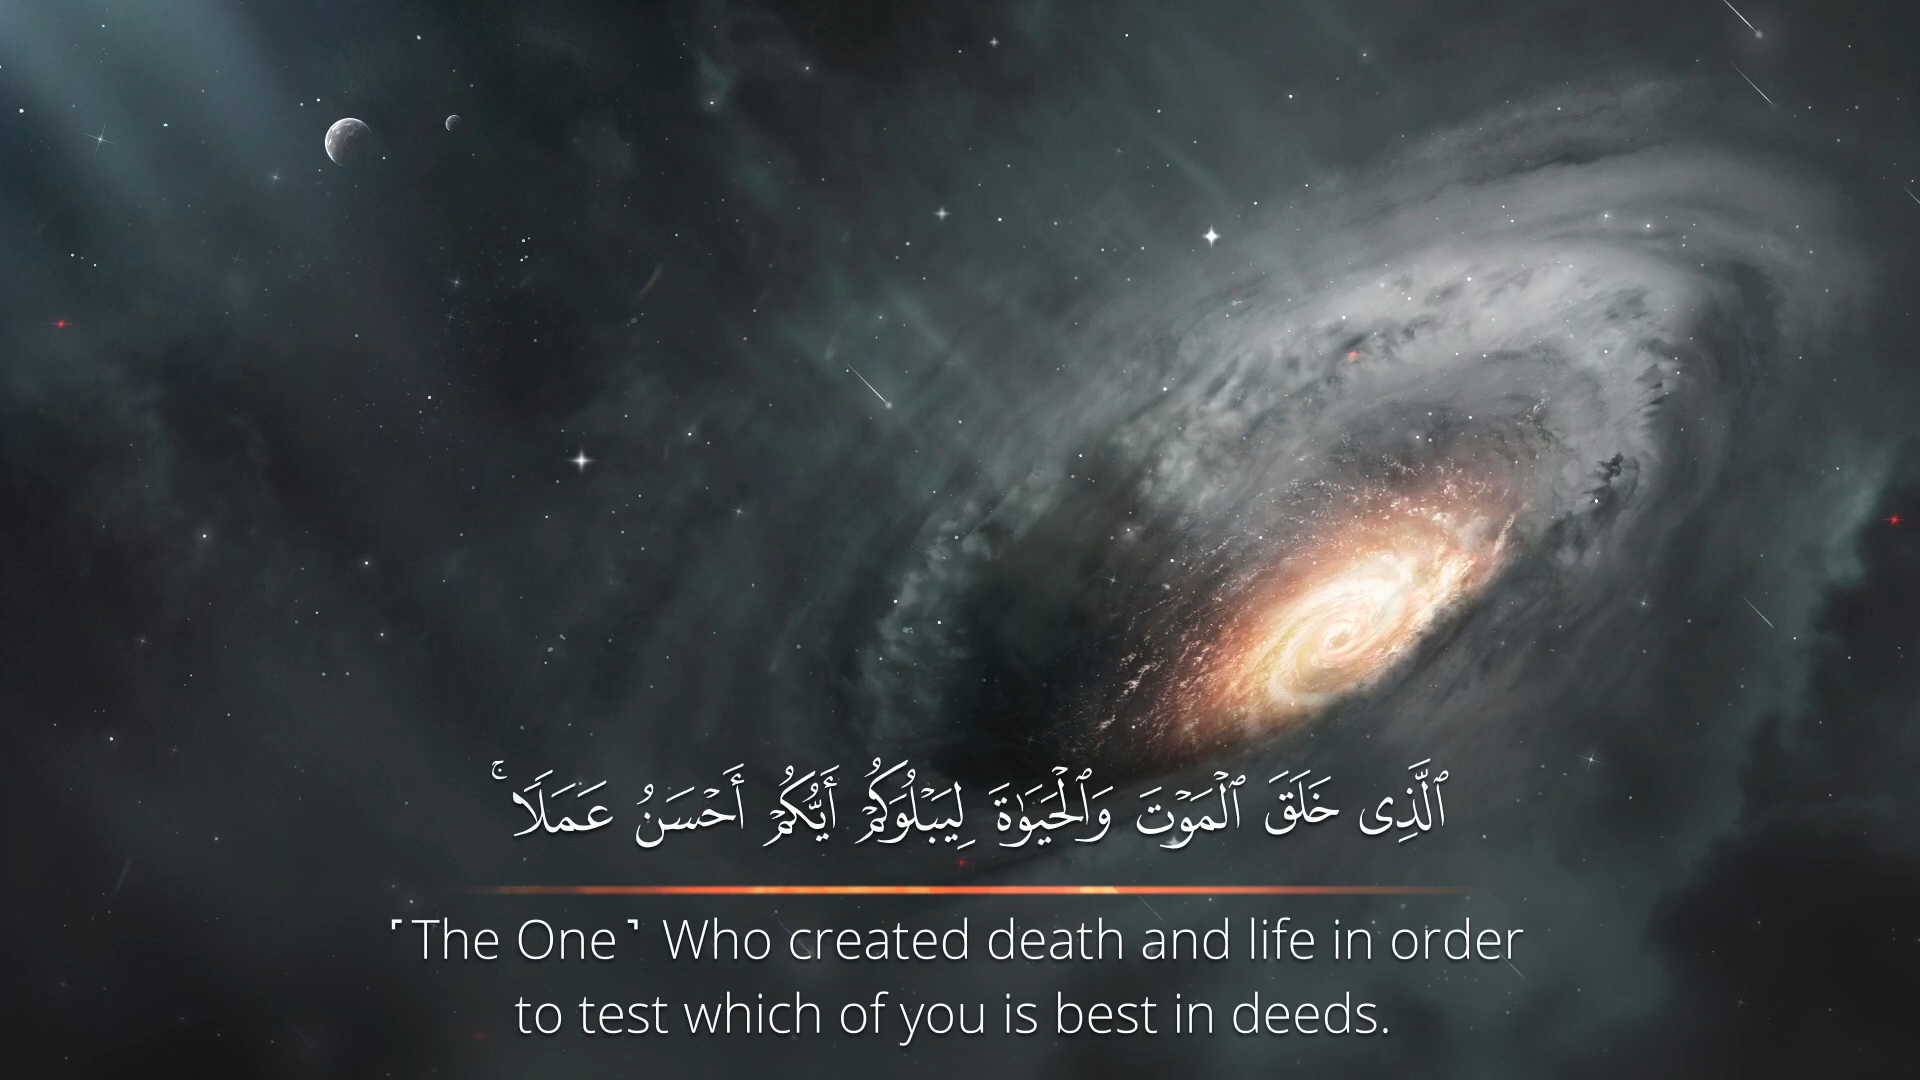 ٱلَّذِى خَلَقَ ٱلْمَوْتَ وَٱلْحَيَوٰةَ لِيَبْلُوَكُمْ أَيُّكُمْ أَحْسَنُ عَمَلًا ۚ
⸢The One⸣ Who created death and life in order
to test which of you is best in deeds.